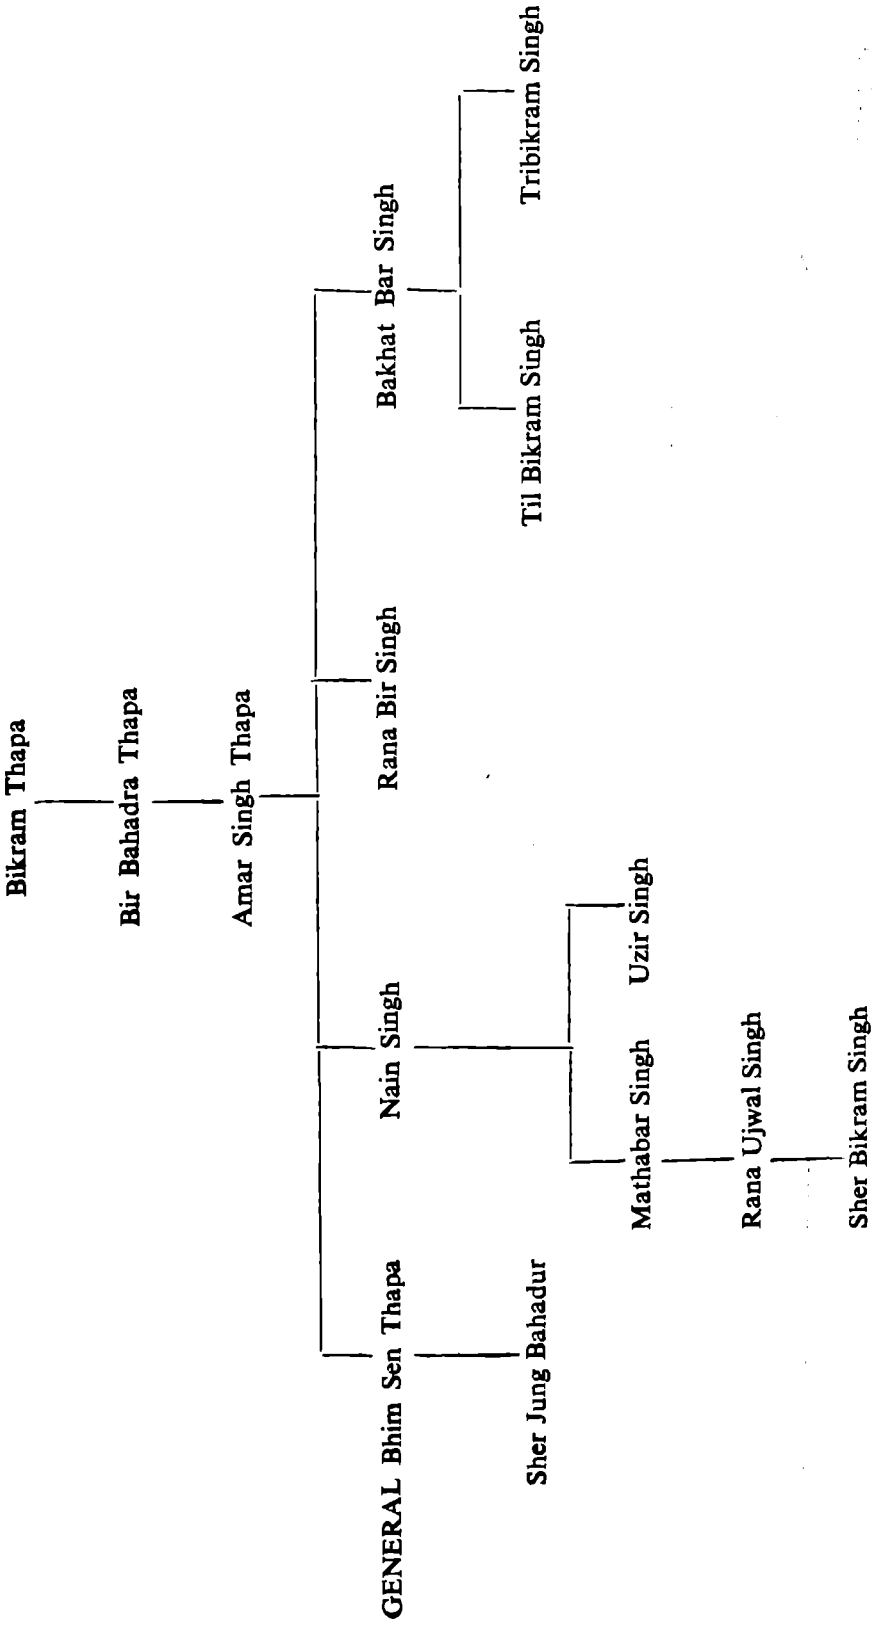 Bikram Thapa
Bir Bahadra Thapa
Amar Singh Thapa
GENERAL Bhim Sen Thapa
Nain Singh
Rana Bir Singh
Bakhat Bar Singh
Sher Jung Bahadur
Til Bikram Singh
Tribikram Singh
Mathabar Singh
Uzir Singh
Rana Ujwal Singh
Sher Bikram Singh